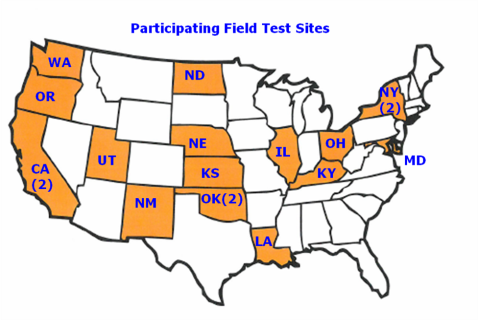 Participating Field Test Sites
WA
ND
OR
NY
(2)
NE
OH
IL
UT
MD
CA
(2)
KS
KY
OK(2)
NM
LA